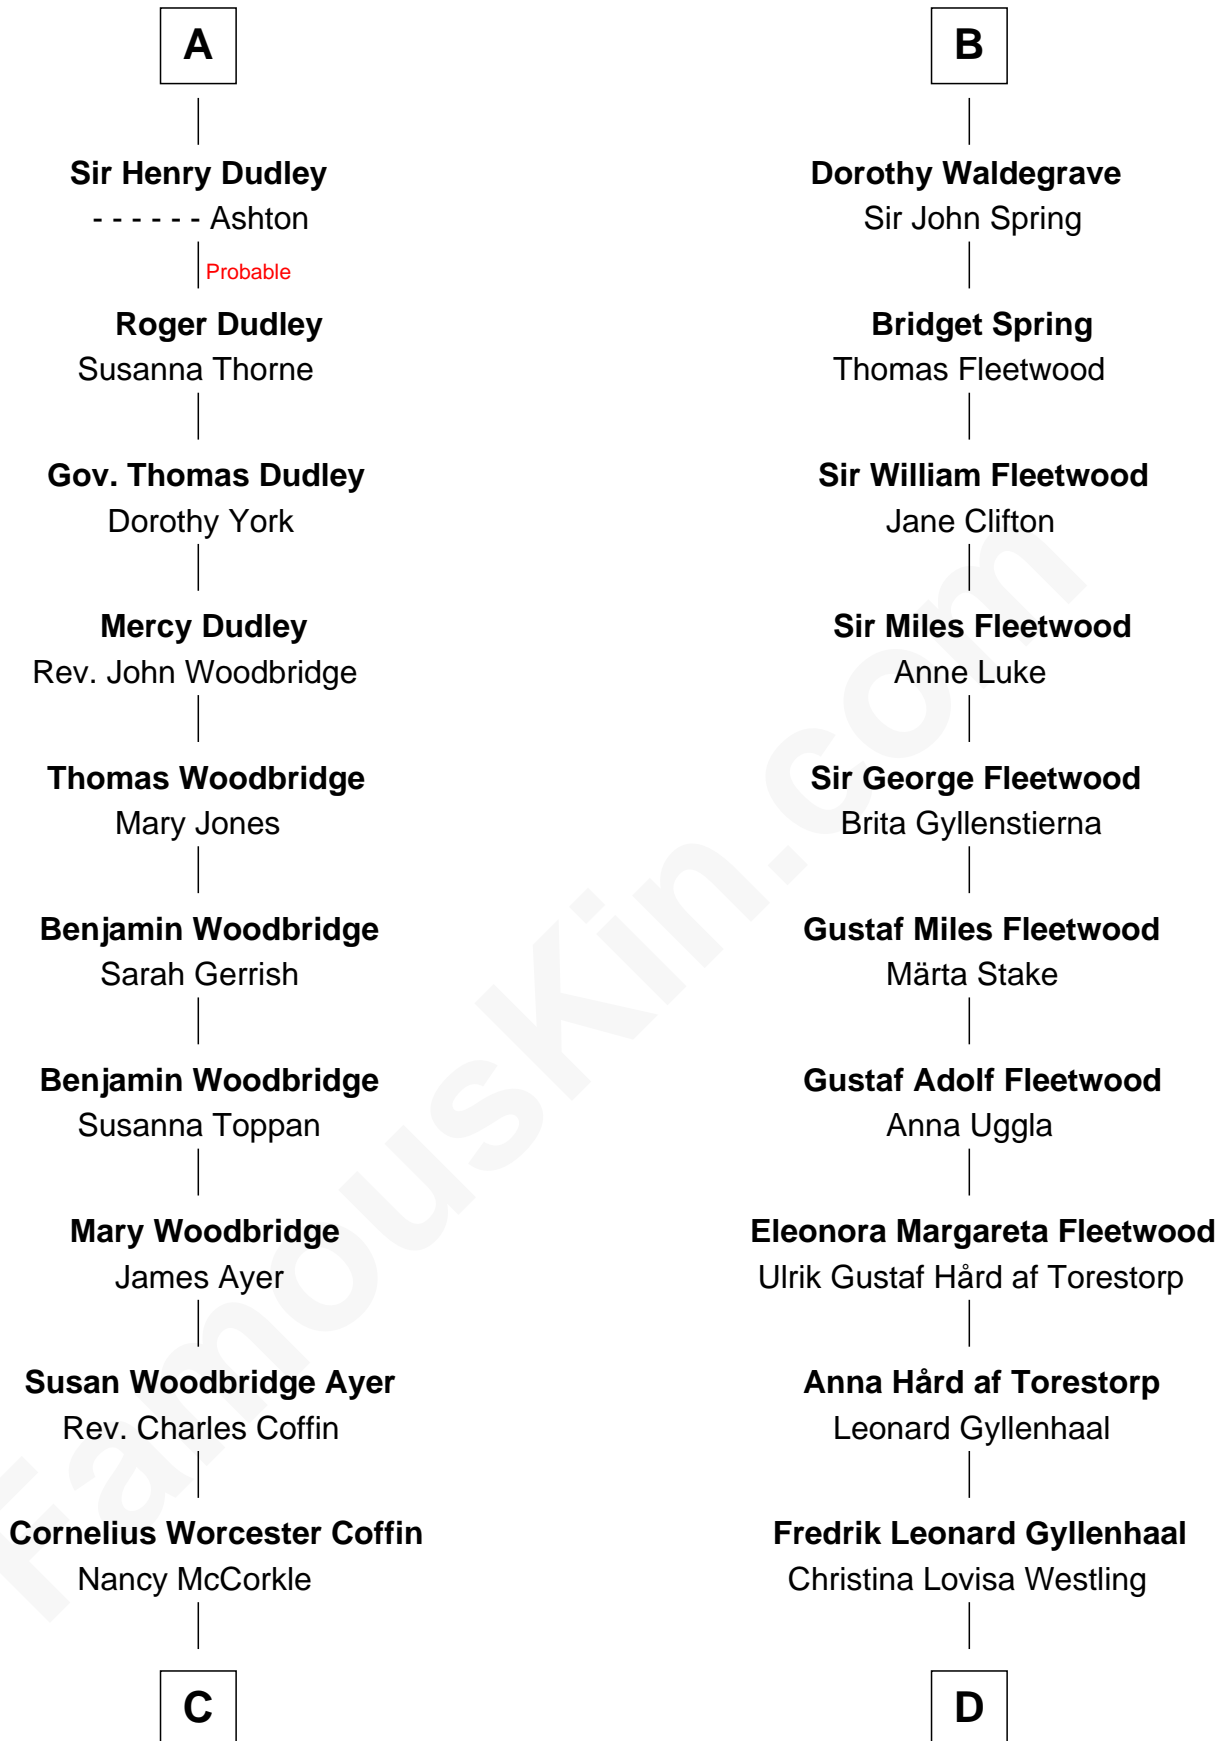 A
Sir Henry Dudley
- - - - - - Ashton
Probable
Roger Dudley
Susanna Thorne
Gov. Thomas Dudley
Dorothy York
Mercy Dudley
Rev. John Woodbridge
Thomas Woodbridge
Mary Jones
Benjamin Woodbridge
Sarah Gerrish
Benjamin Woodbridge
Susanna Toppan
Mary Woodbridge
James Ayer
Susan Woodbridge Ayer
Rev. Charles Coffin
Cornelius Worcester Coffin
Nancy McCorkle
C
B
Dorothy Waldegrave
Sir John Spring
Bridget Spring
Thomas Fleetwood
Sir William Fleetwood
Jane Clifton
Sir Miles Fleetwood
Anne Luke
Sir George Fleetwood
Brita Gyllenstierna
Gustaf Miles Fleetwood
Märta Stake
Gustaf Adolf Fleetwood
Anna Uggla
Eleonora Margareta Fleetwood
Ulrik Gustaf Hård af Torestorp
Anna Hård af Torestorp
Leonard Gyllenhaal
Fredrik Leonard Gyllenhaal
Christina Lovisa Westling
D
FamousKin.com